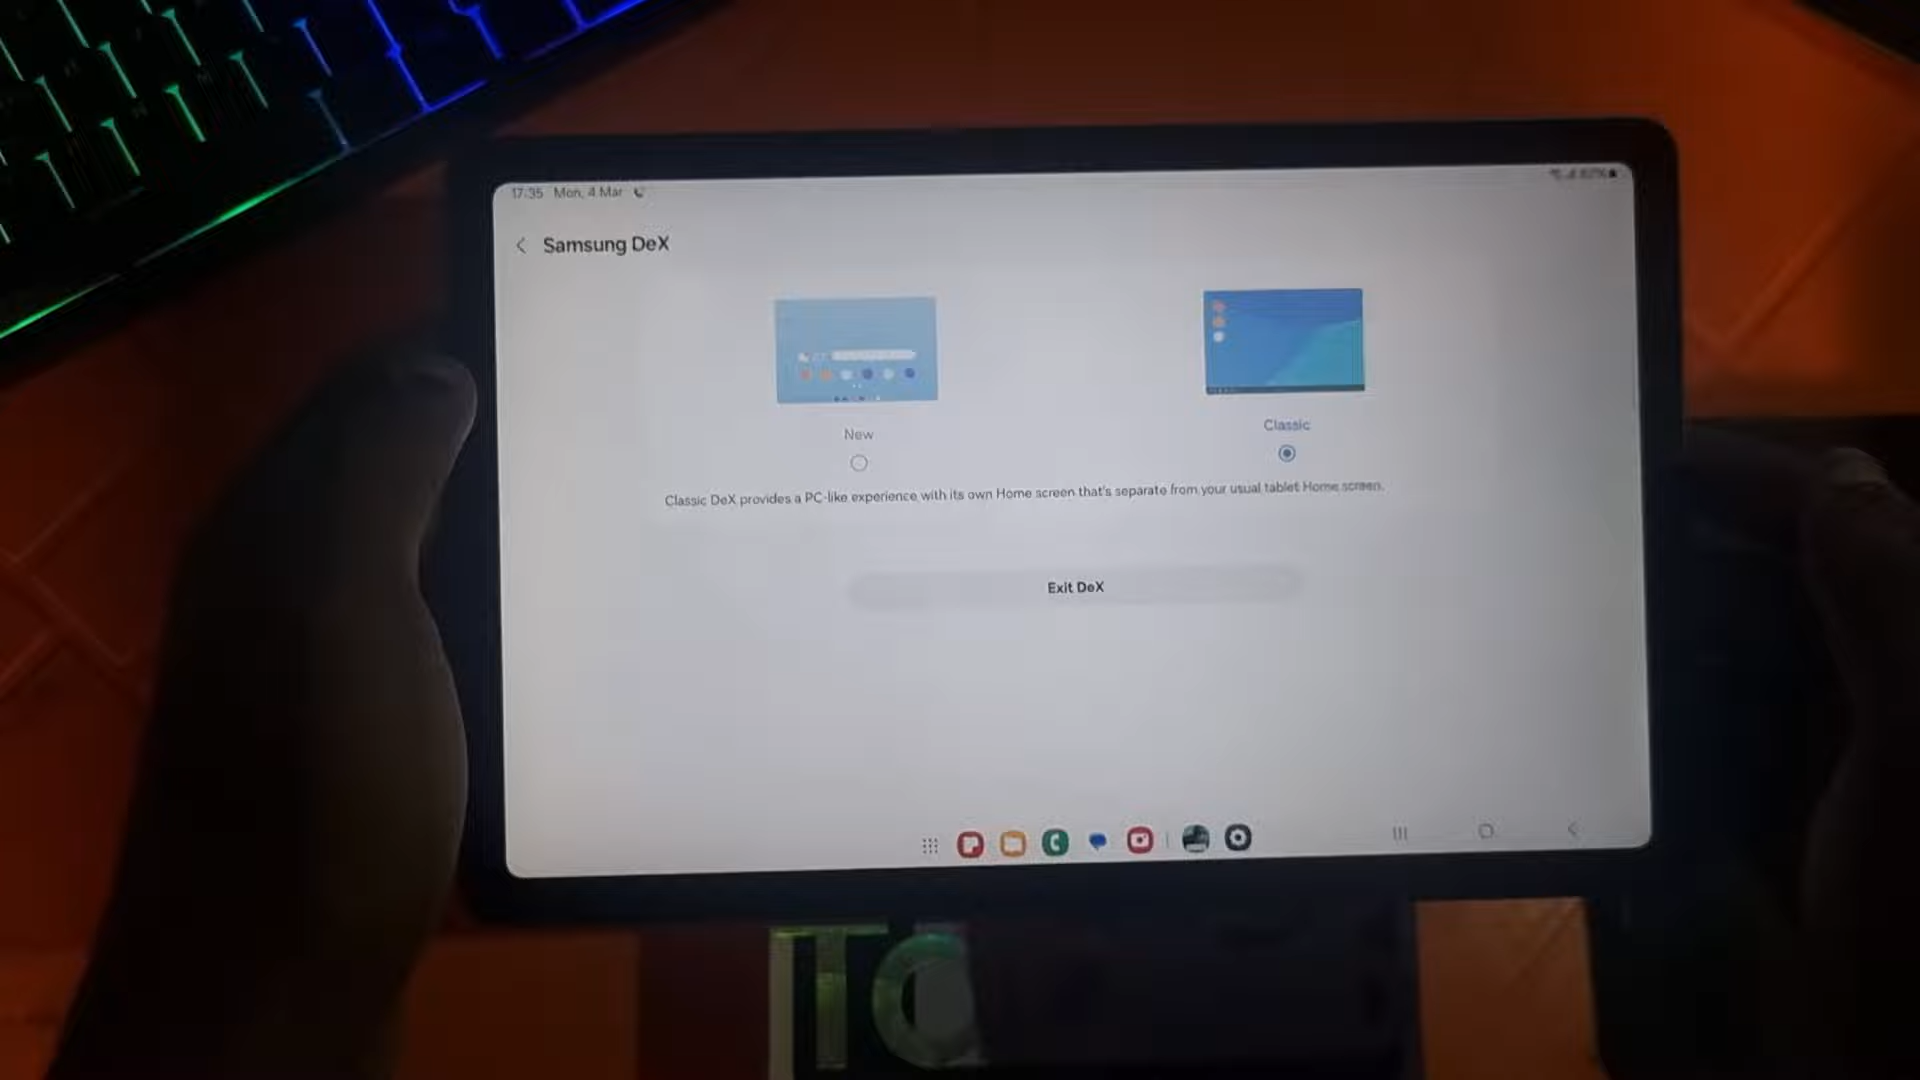 17:35 Mon, 4 Mar
Samsung DeX
New
Classic
Classic DeX provides a PC-like experience with its own Home screen that's separate from your usual tablet Home screen.
Exit DeX